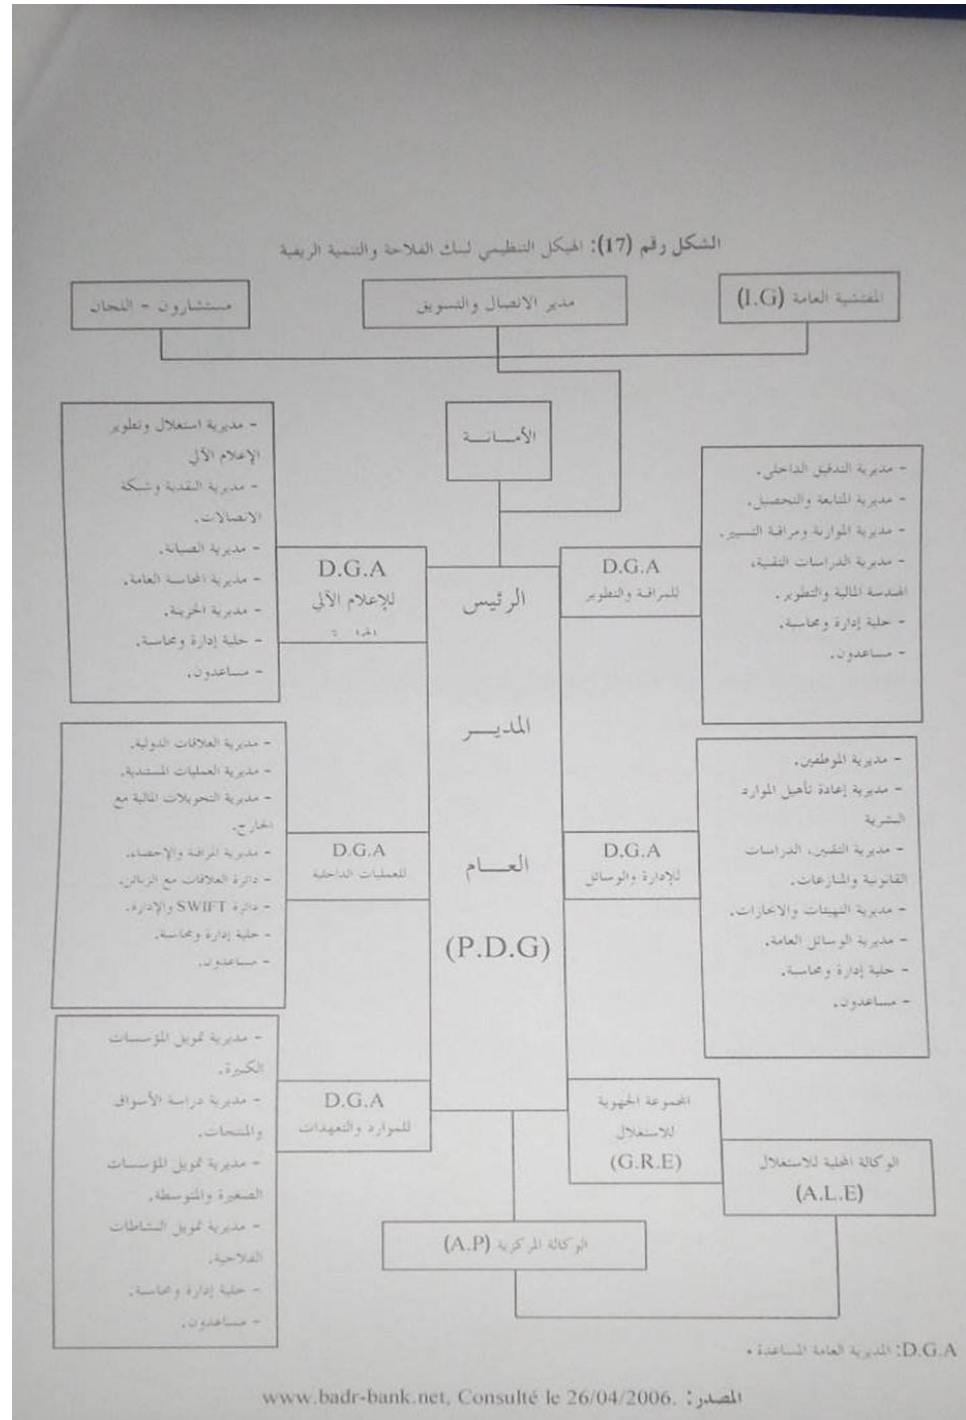 الشكل رقم (17): الهيكل التنظيمي لبنك الفلاحة والتنمية الريفية
المفتشية العامة (I.G)
مدير الاتصال والتسويق
مستشارون - اللجان
الأمانــــة
- مديرية التدقيق الداخلي.
- مديرية المتابعة والتحصيل.
- مديرية الموازنة ومراقبة التسيير.
- مديرية الدراسات التقنية،
الهندسة المالية والتطوير.
- خلية إدارة ومحاسبة.
- مساعدون.
D.G.A
للمراقبة والتطوير
الرئيس
المديــر
العــام
(P.D.G)
D.G.A
للإعلام الآلي
- مديرية استغلال وتطوير
الإعلام الآلي
- مديرية النقدية وشبكة
الاتصالات.
- مديرية الصيانة.
- مديرية المحاسبة العامة.
- مديرية الخزينة.
- خلية إدارة ومحاسبة.
- مساعدون.
- مديرية الموظفين.
- مديرية إعادة تأهيل الموارد
البشرية
- مديرية التقنين، الدراسات
القانونية والمنازعات.
- مديرية التهيئات والانجازات.
- مديرية الوسائل العامة.
- خلية إدارة ومحاسبة.
- مساعدون.
D.G.A
للإدارة والوسائل
D.G.A
للعمليات الداخلية
- مديرية العلاقات الدولية.
- مديرية العمليات المستندية.
- مديرية التحويلات المالية مع
الخارج.
- مديرية المراقبة والإحصاء.
- دائرة العلاقات مع الزبائن.
- دائرة SWIFT والإدارة.
- خلية إدارة ومحاسبة.
- مساعدون.
المجموعة الجهوية
للاستغلال
(G.R.E)
الوكالة المحلية للاستغلال
(A.L.E)
الوكالة المركزية (A.P)
D.G.A
للموارد والتعهدات
- مديرية تمويل المؤسسات
الكبيرة.
- مديرية دراسة الأسواق
والمنتجات.
- مديرية تمويل المؤسسات
الصغيرة والمتوسطة.
- مديرية تمويل النشاطات
الفلاحية.
- خلية إدارة ومحاسبة.
- مساعدون.
D.G.A: المديرية العامة المساعدة •
المصدر: www.badr-bank.net, Consulté le 26/04/2006.